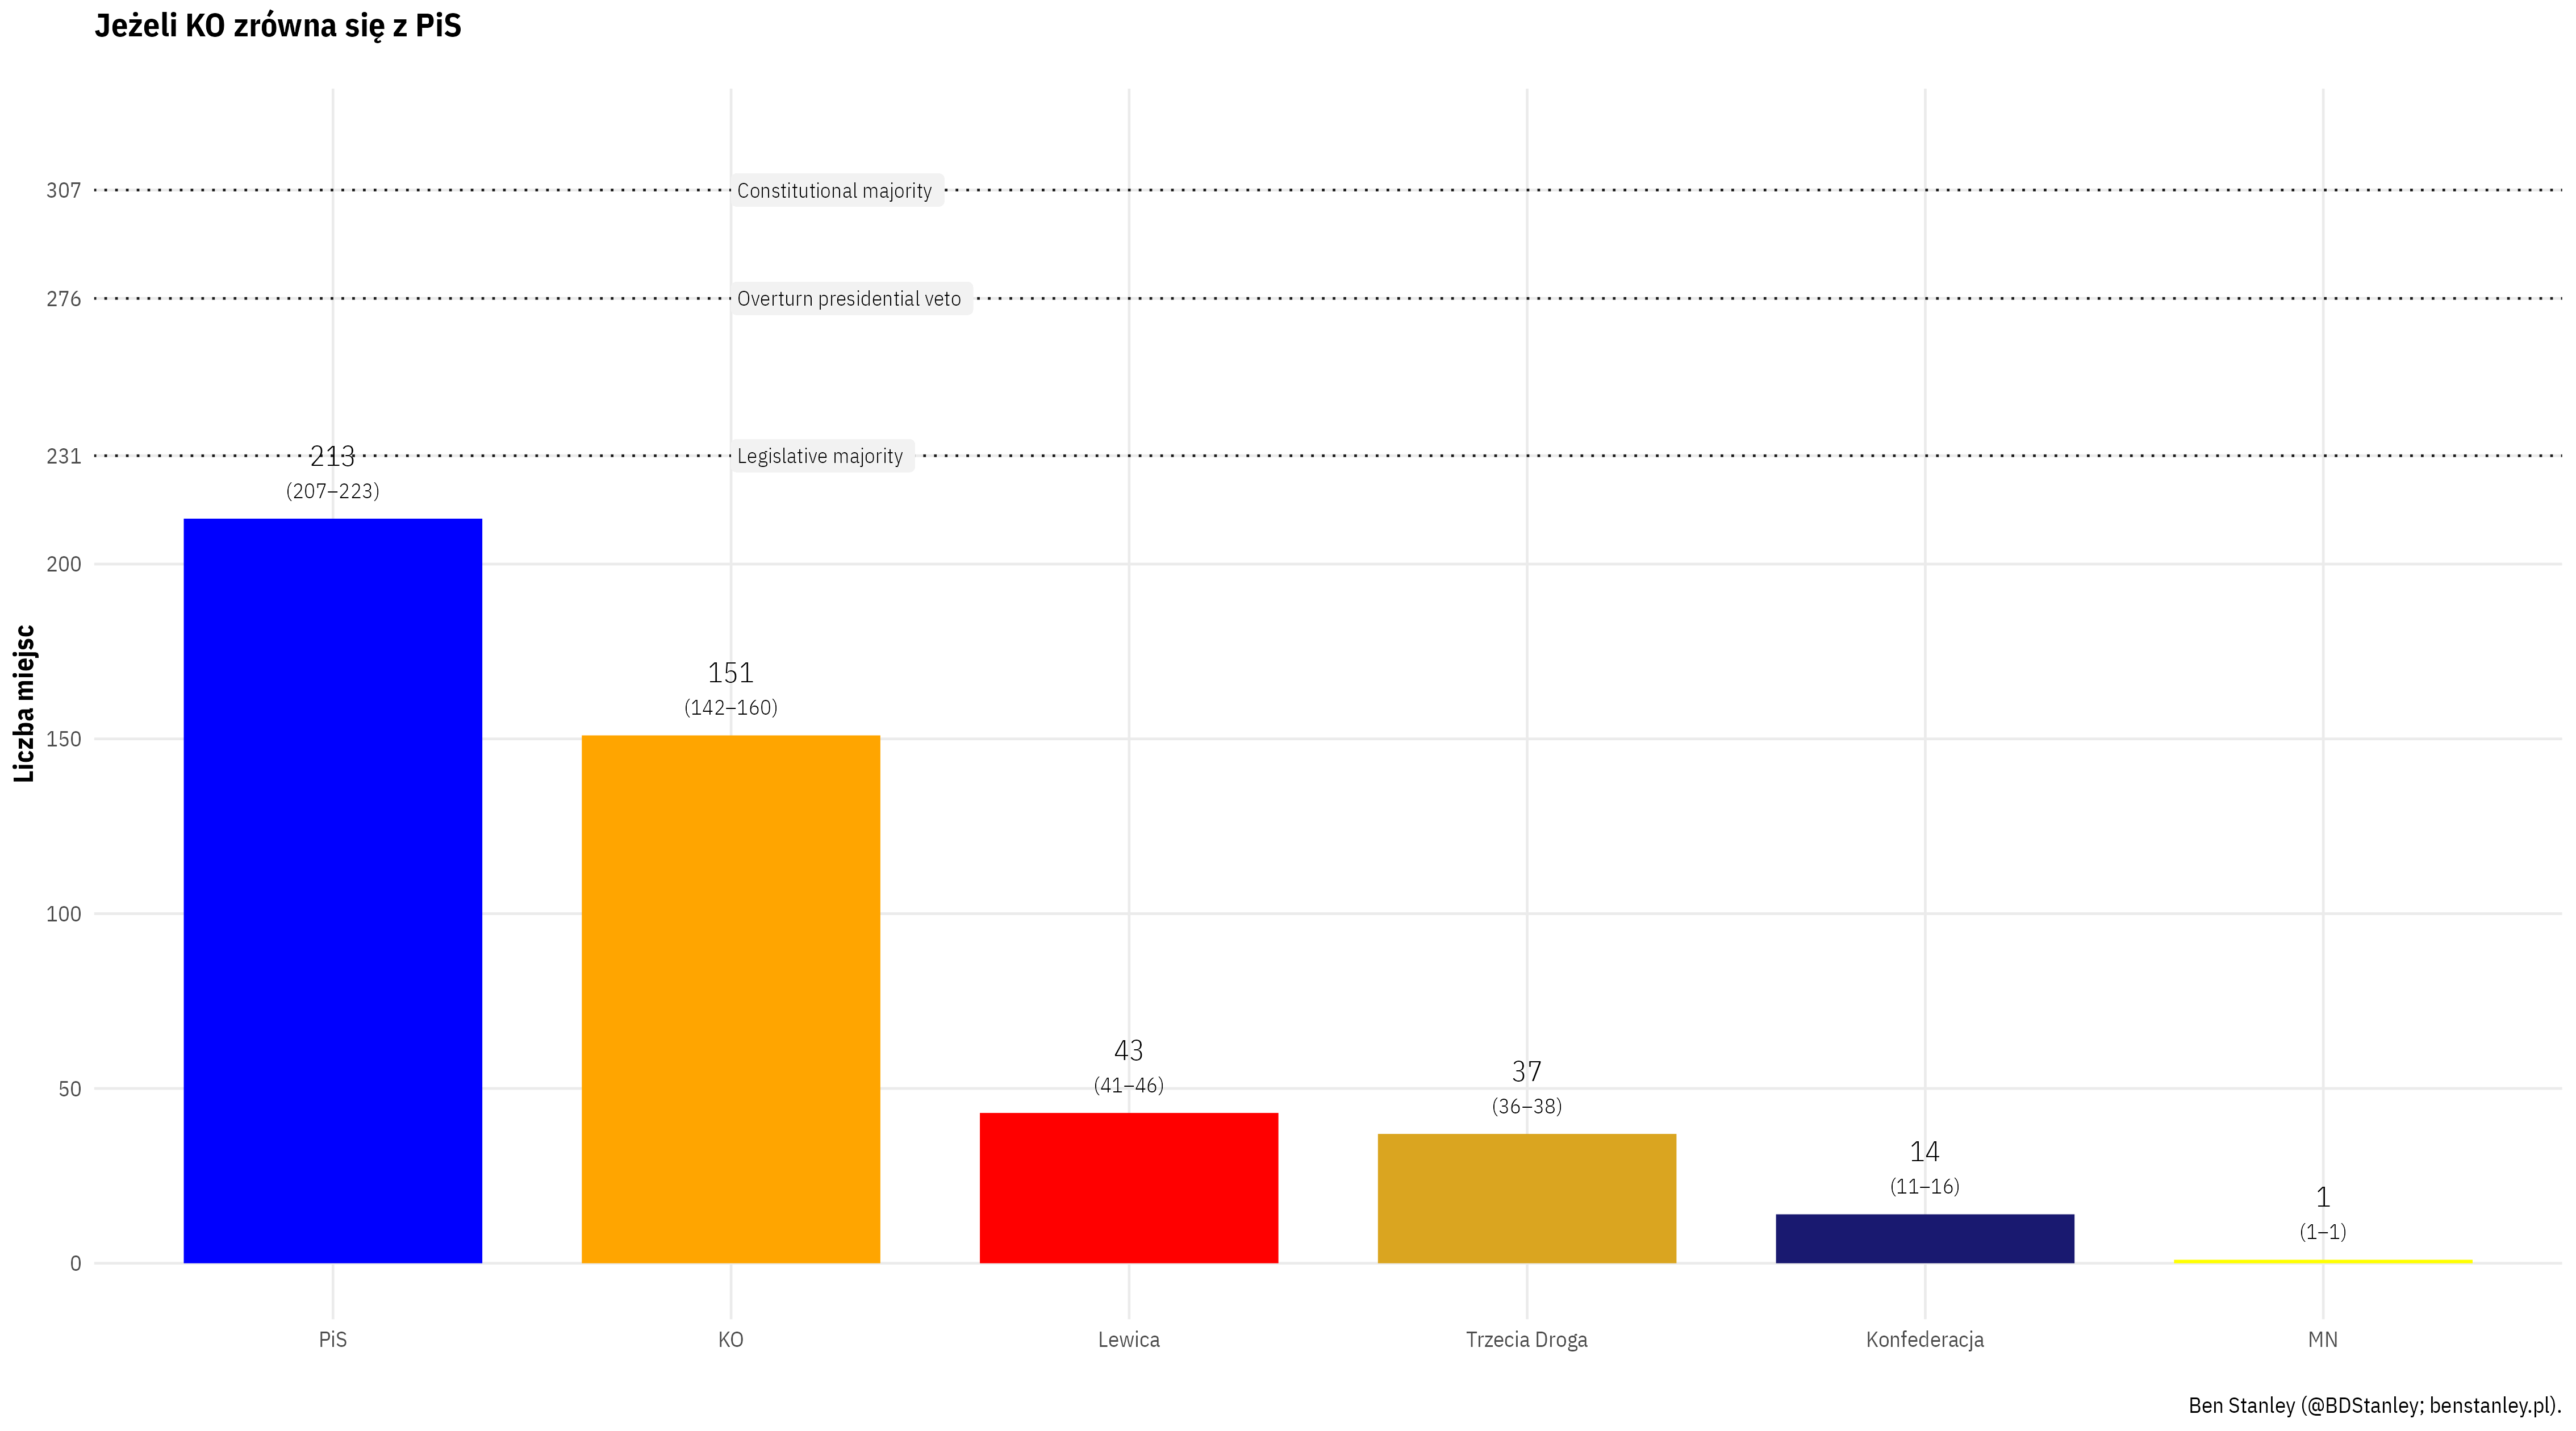 Jeżeli KO zrówna się z PiS
307
Constitutional majority
276
Overturn presidential veto
231
213
Legislative majority
(207–223)
200
Liczba miejsc
151
(142–160)
150
100
43
(41–46)
37
(36–38)
50
14
(11–16)
1
(1–1)
0
PiS
KO
Lewica
Trzecia Droga
Konfederacja
MN
Ben Stanley (@BDStanley; benstanley.pl).